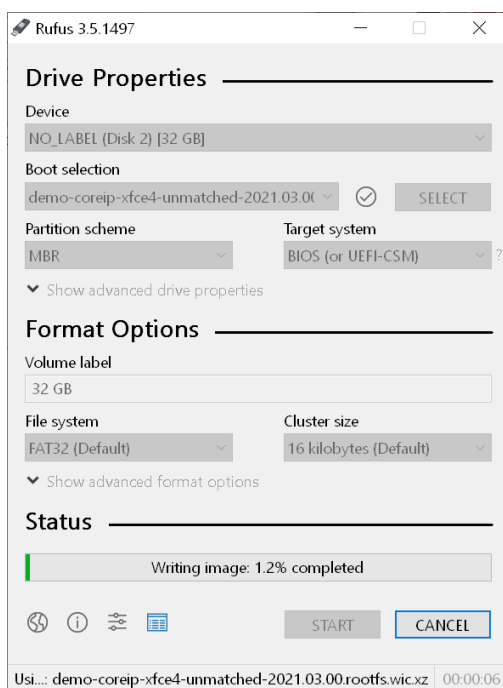 Rufus 3.5.1497
Drive Properties
Device
NO_LABEL (Disk 2) [32 GB]
Boot selection
demo-coreip-xfce4-unmatched-2021.03.00 SELECT
Partition scheme Target system
MBR BIOS (or UEFI-CSM) ?
Show advanced drive properties
Format Options
Volume label
32 GB
File system Cluster size
FAT32 (Default) 16 kilobytes (Default)
Show advanced format options
Status
Writing image: 1.2% completed
START CANCEL
Usi...: demo-coreip-xfce4-unmatched-2021.03.00.rootfs.wic.xz 00:00:06